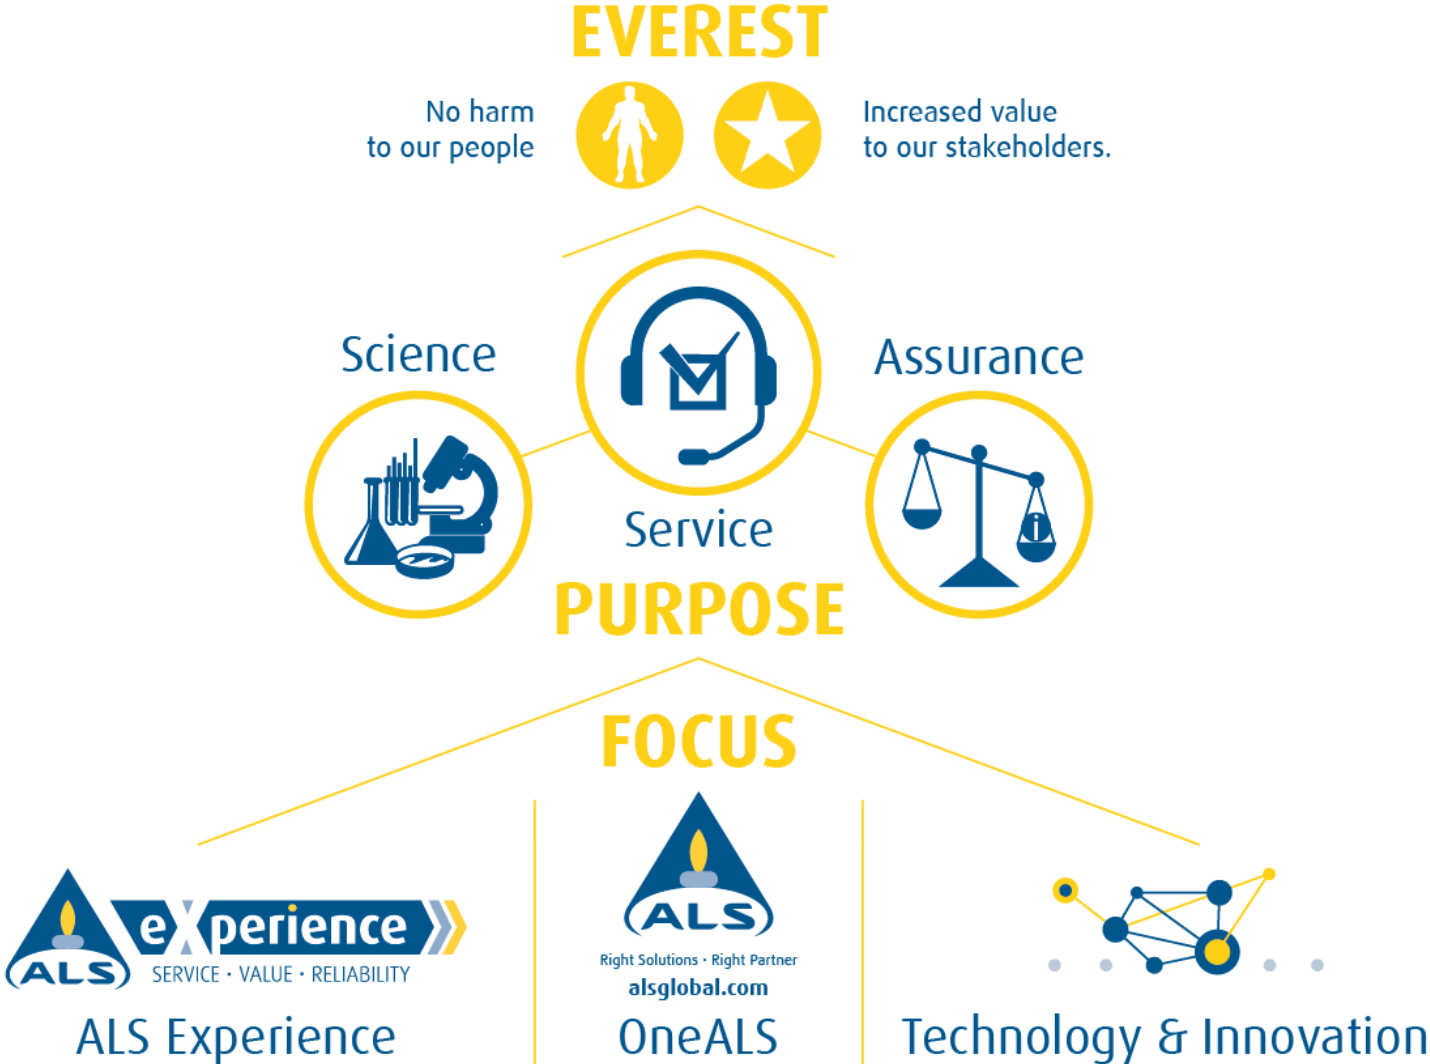 EVEREST
No harm
to our people
Increased value
to our stakeholders.
Science
Assurance
i
Service
PURPOSE
FOCUS
ALS
eXperience
SERVICE · VALUE · RELIABILITY
ALS Experience
ALS
Right Solutions · Right Partner
alsglobal.com
OneALS
Technology & Innovation